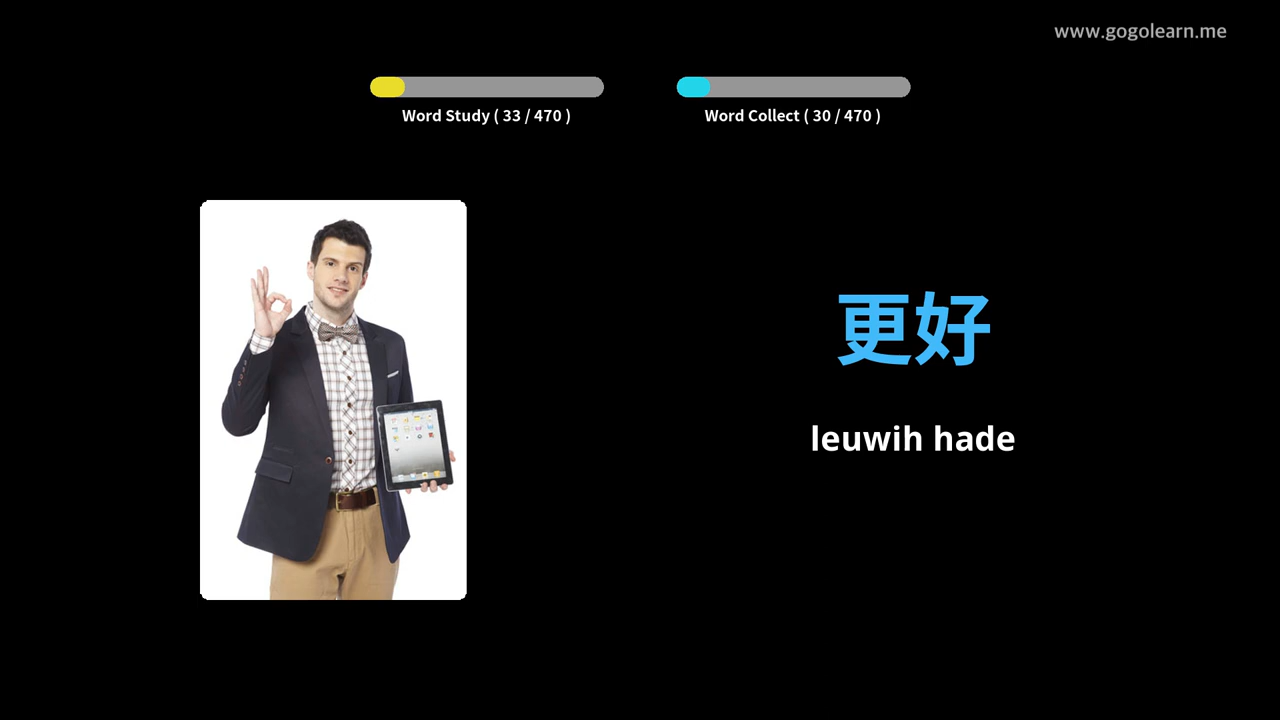 www.gogolearn.me
Word Study ( 33 / 470 )
Word Collect ( 30 / 470 )
更好
leuwih hade